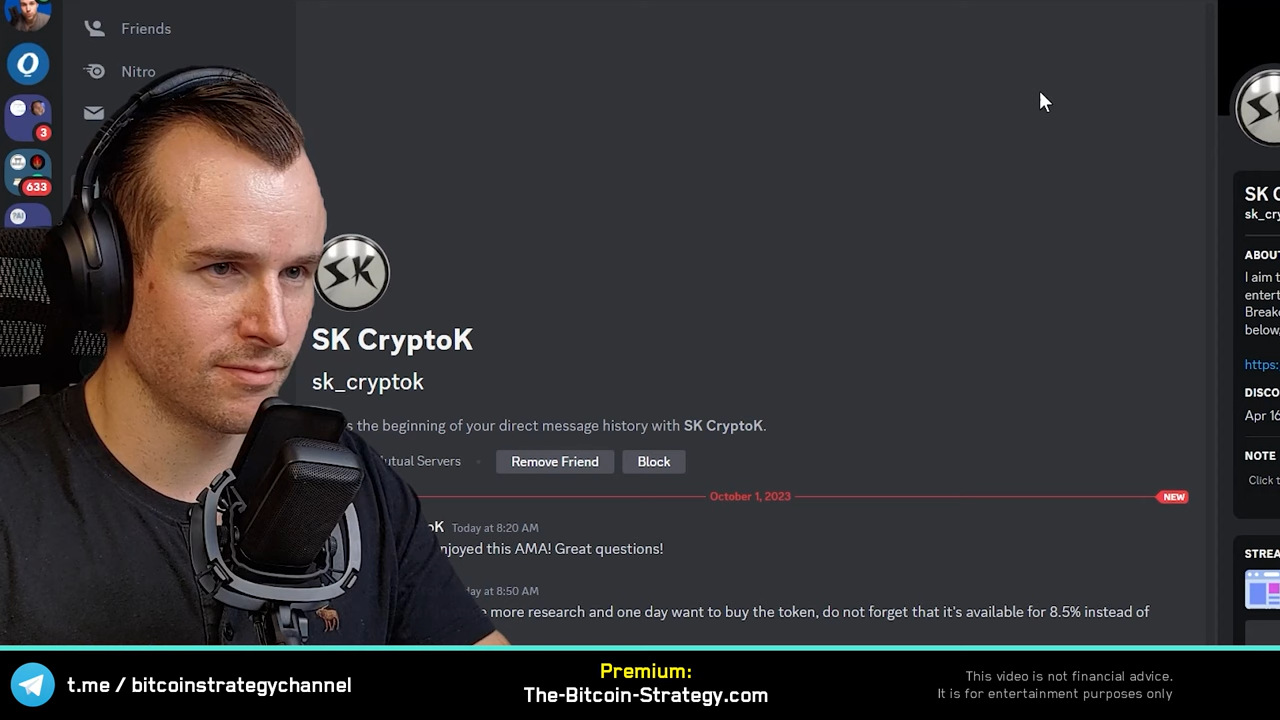 Friends
Nitro
3
633
SK
SK CryptoK
sk_cryptok
s the beginning of your direct message history with SK CryptoK.
utual Servers
Remove Friend
Block
October 1, 2023
NEW
oK Today at 8:20 AM
njoyed this AMA! Great questions!
ay at 8:50 AM
more research and one day want to buy the token, do not forget that it's available for 8.5% instead of
SK
SK C
sk_cry
ABOU
I aim t
entert
Break
below,
https:
DISCO
Apr 16
NOTE
Click t
STREA
t.me / bitcoinstrategychannel
Premium:
The-Bitcoin-Strategy.com
This video is not financial advice.
It is for entertainment purposes only